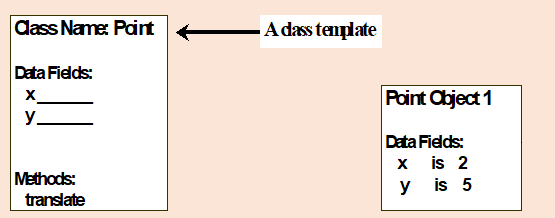 Class Name: Point
A class template
Data Fields:
x______
y______
Methods:
translate
Point Object 1
Data Fields:
x is 2
y is 5